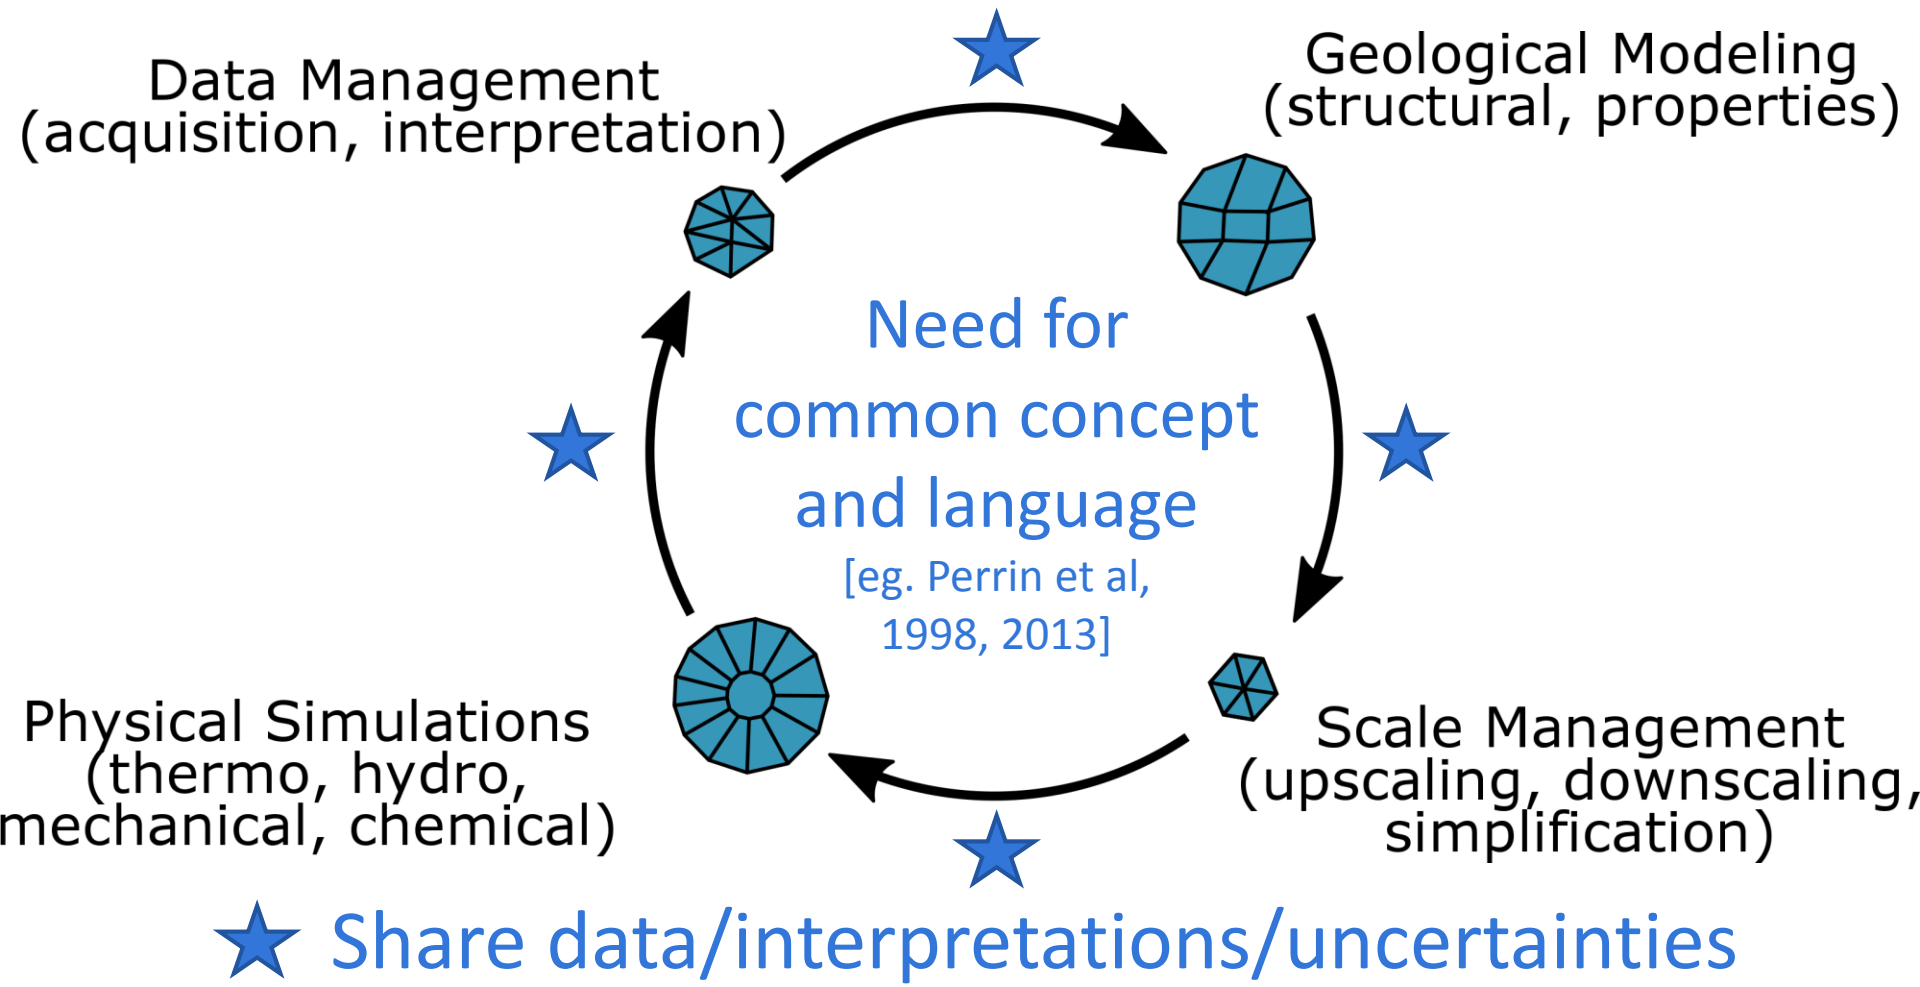 Data Management
(acquisition, interpretation)
Geological Modeling
(structural, properties)
Need for
common concept
and language
[eg. Perrin et al,
1998, 2013]
Physical Simulations
(thermo, hydro,
mechanical, chemical)
Scale Management
(upscaling, downscaling,
simplification)
Share data/interpretations/uncertainties